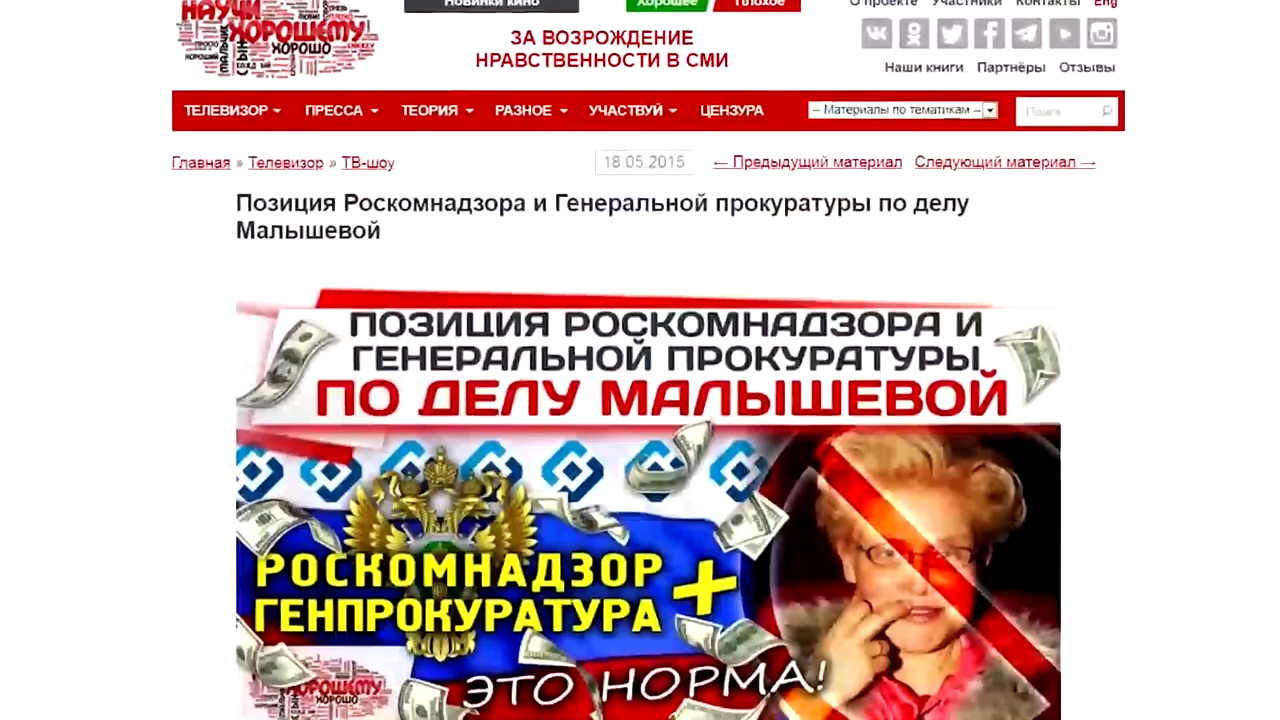 НАУЧИ
ХОРОШЕМУ
ХОРОШО
Новинки кино
Хорошее
Плохое
О проекте Участники Контакты Eng
ЗА ВОЗРОЖДЕНИЕ
НРАВСТВЕННОСТИ В СМИ
Наши книги Партнёры Отзывы
ТЕЛЕВИЗОР ПРЕССА ТЕОРИЯ РАЗНОЕ УЧАСТВУЙ ЦЕНЗУРА -- Материалы по тематикам -- Поиск
Главная » Телевизор » ТВ-шоу 18.05.2015 ← Предыдущий материал Следующий материал →
Позиция Роскомнадзора и Генеральной прокуратуры по делу
Малышевой
ПОЗИЦИЯ РОСКОМНАДЗОРА И
ГЕНЕРАЛЬНОЙ ПРОКУРАТУРЫ
ПО ДЕЛУ МАЛЫШЕВОЙ
РОСКОМНАДЗОР
ГЕНПРОКУРАТУРА +
ЭТО НОРМА!
ХОРОШЕМУ
ХОРОШО